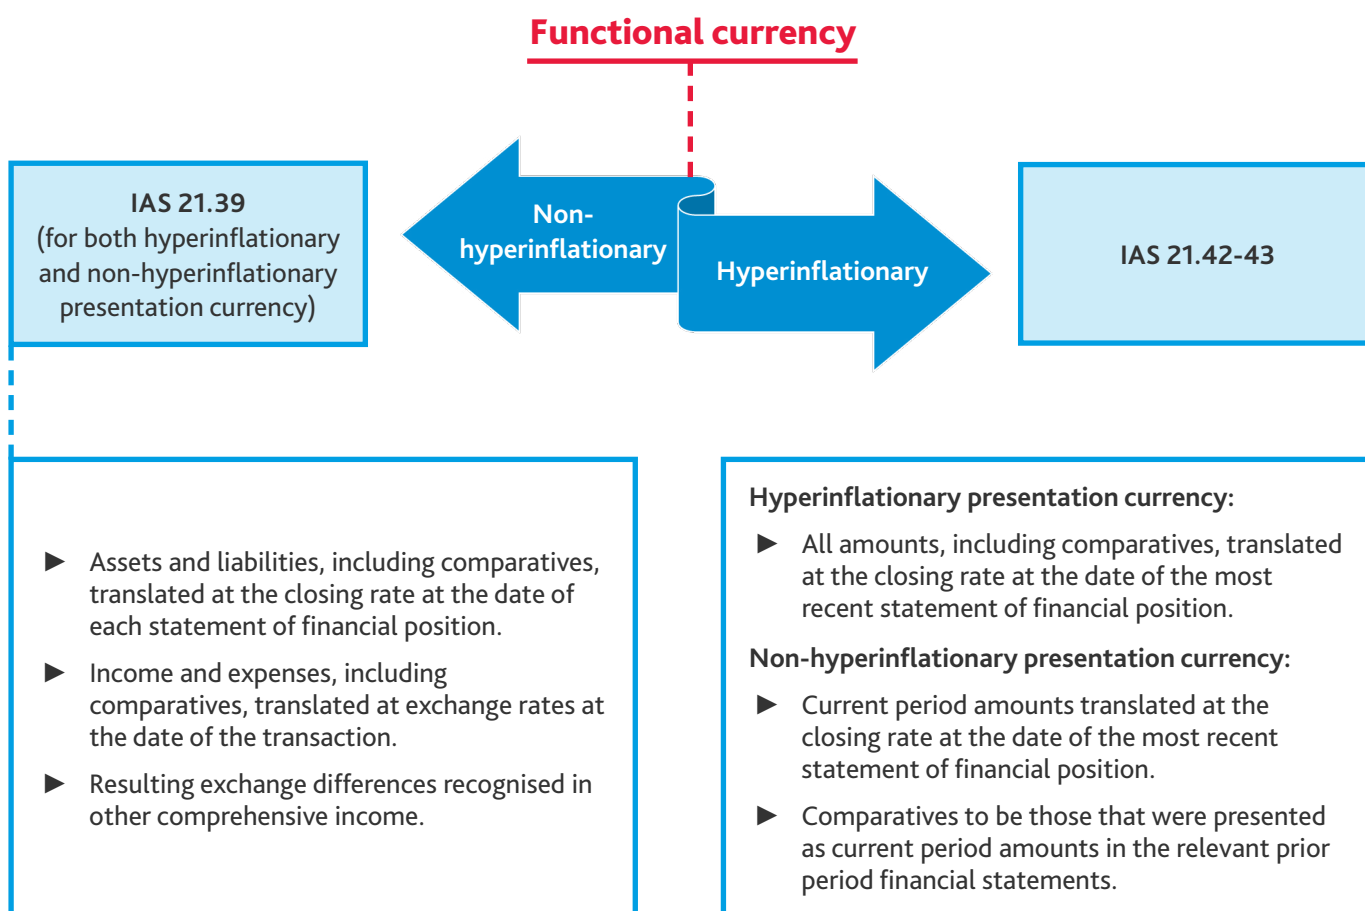 Functional currency
IAS 21.39
(for both hyperinflationary
and non-hyperinflationary
presentation currency)
Non-
hyperinflationary
Hyperinflationary
IAS 21.42-43
► Assets and liabilities, including comparatives,
translated at the closing rate at the date of
each statement of financial position.
► Income and expenses, including
comparatives, translated at exchange rates at
the date of the transaction.
► Resulting exchange differences recognised in
other comprehensive income.
Hyperinflationary presentation currency:
► All amounts, including comparatives, translated
at the closing rate at the date of the most
recent statement of financial position.
Non-hyperinflationary presentation currency:
► Current period amounts translated at the
closing rate at the date of the most recent
statement of financial position.
► Comparatives to be those that were presented
as current period amounts in the relevant prior
period financial statements.